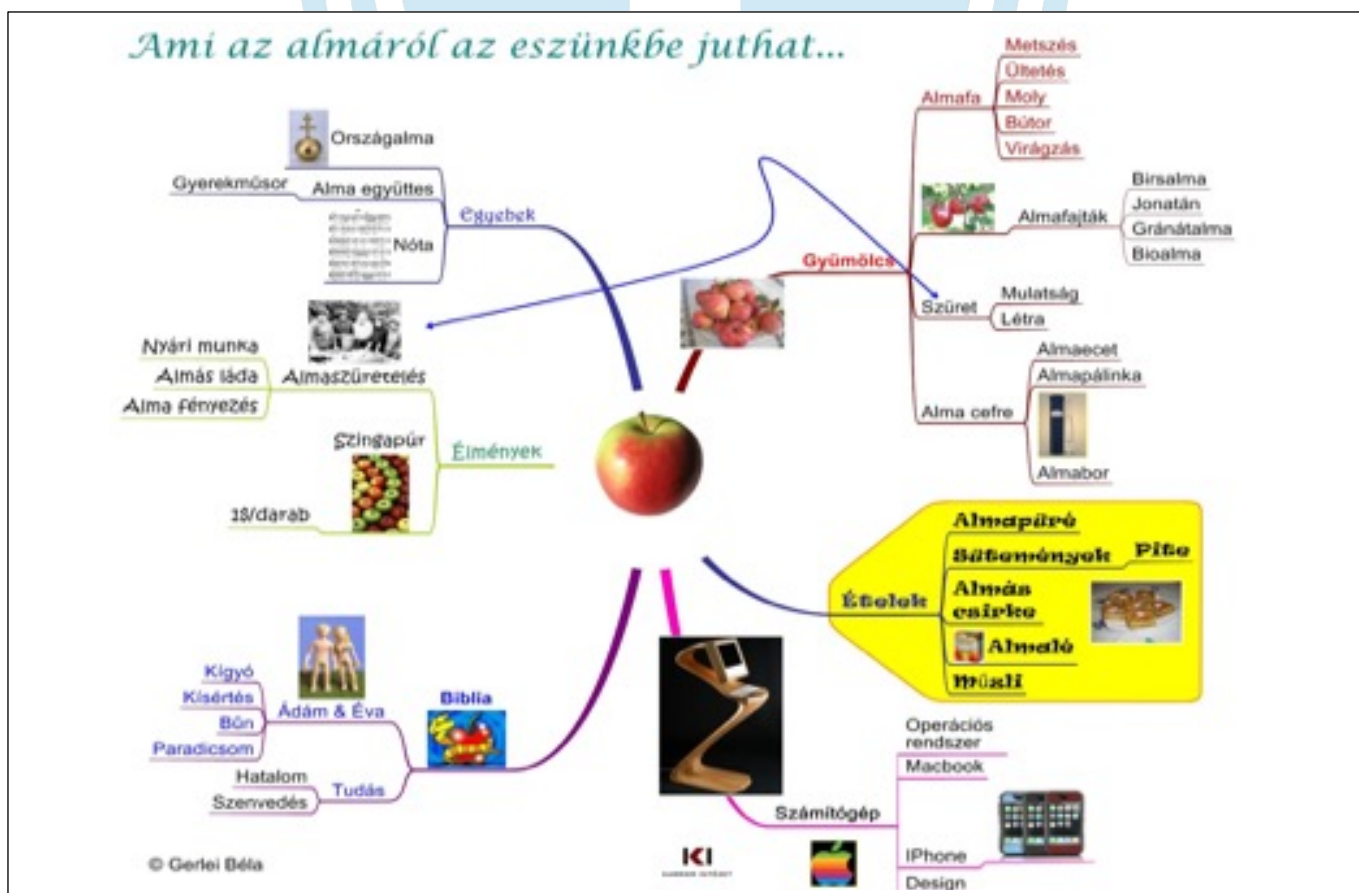 Ami az almáról az eszünkbe juthat...
Országalma
Gyerekműsor
Alma együttes
Nóta
Egyebek
Nyári munka
Almás láda
Alma fényezés
Almaszüretelés
Szingapúr
1$/darab
Élmények
Kígyó
Kísértés
Bűn
Paradicsom
Ádám & Éva
Hatalom
Szenvedés
Tudás
Biblia
Gyümölcs
Almafa
Metszés
Ültetés
Moly
Bútor
Virágzás
Almafajták
Birsalma
Jonatán
Gránátalma
Bioalma
Szüret
Mulatság
Létra
Alma cefre
Almaecet
Almapálinka
Almabor
Ételek
Almapüré
Sütemények
Pite
Almás
csirke
Almalé
Müsli
Számítógép
Operációs
rendszer
Macbook
IPhone
Design
© Gerlei Béla